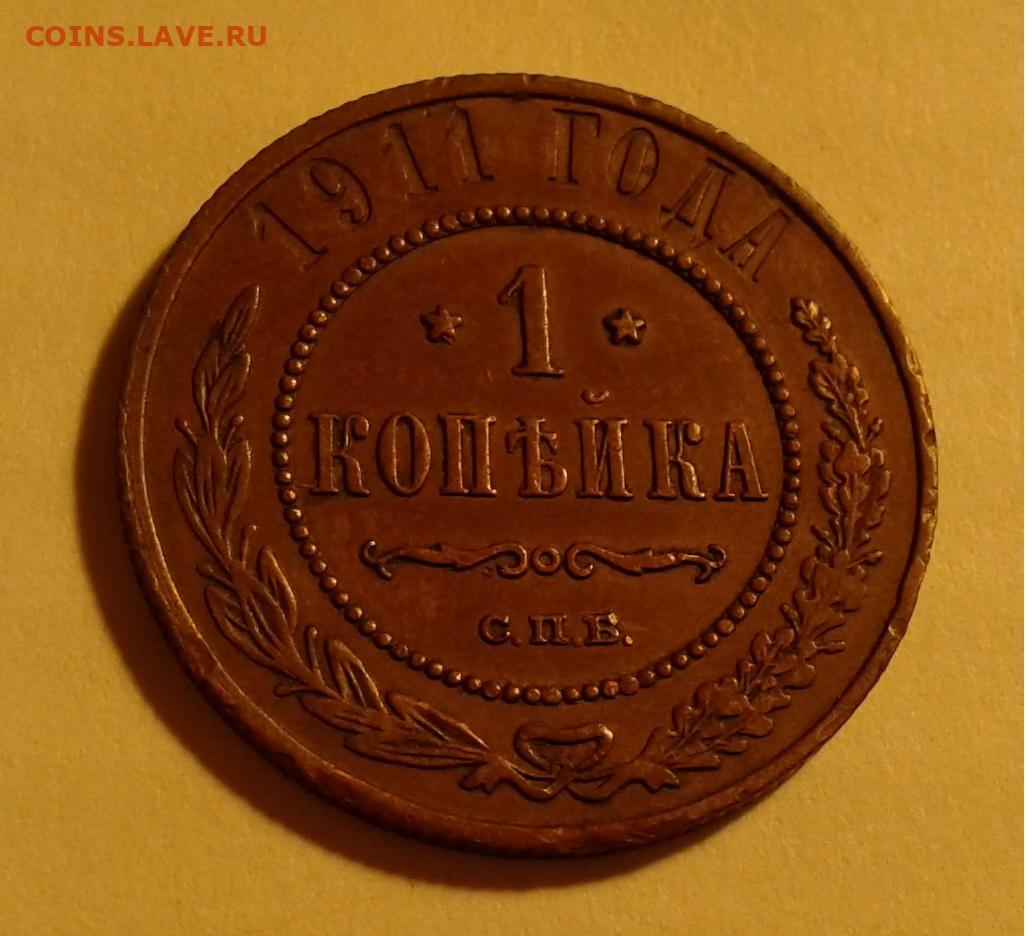 COINS.LAVE.RU
1911 ГОДА
1
КОПѢЙКА
С.П.Б.